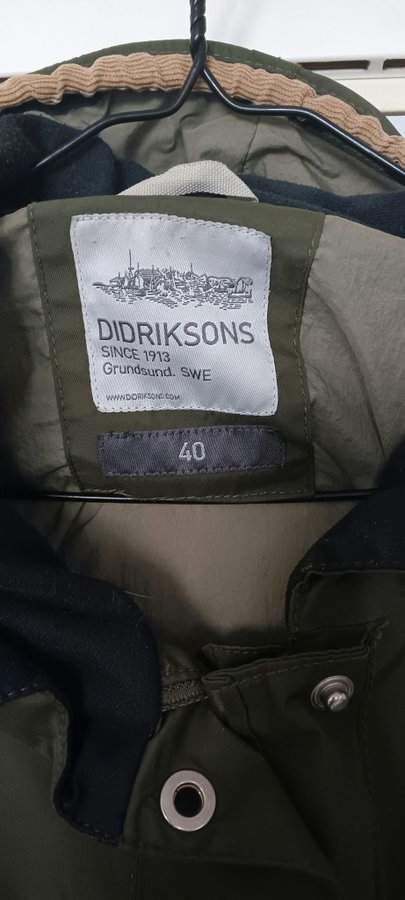 DIDRIKSONS
SINCE 1913
Grundsund. SWE
WWW.DIDRIKSONS.COM
40